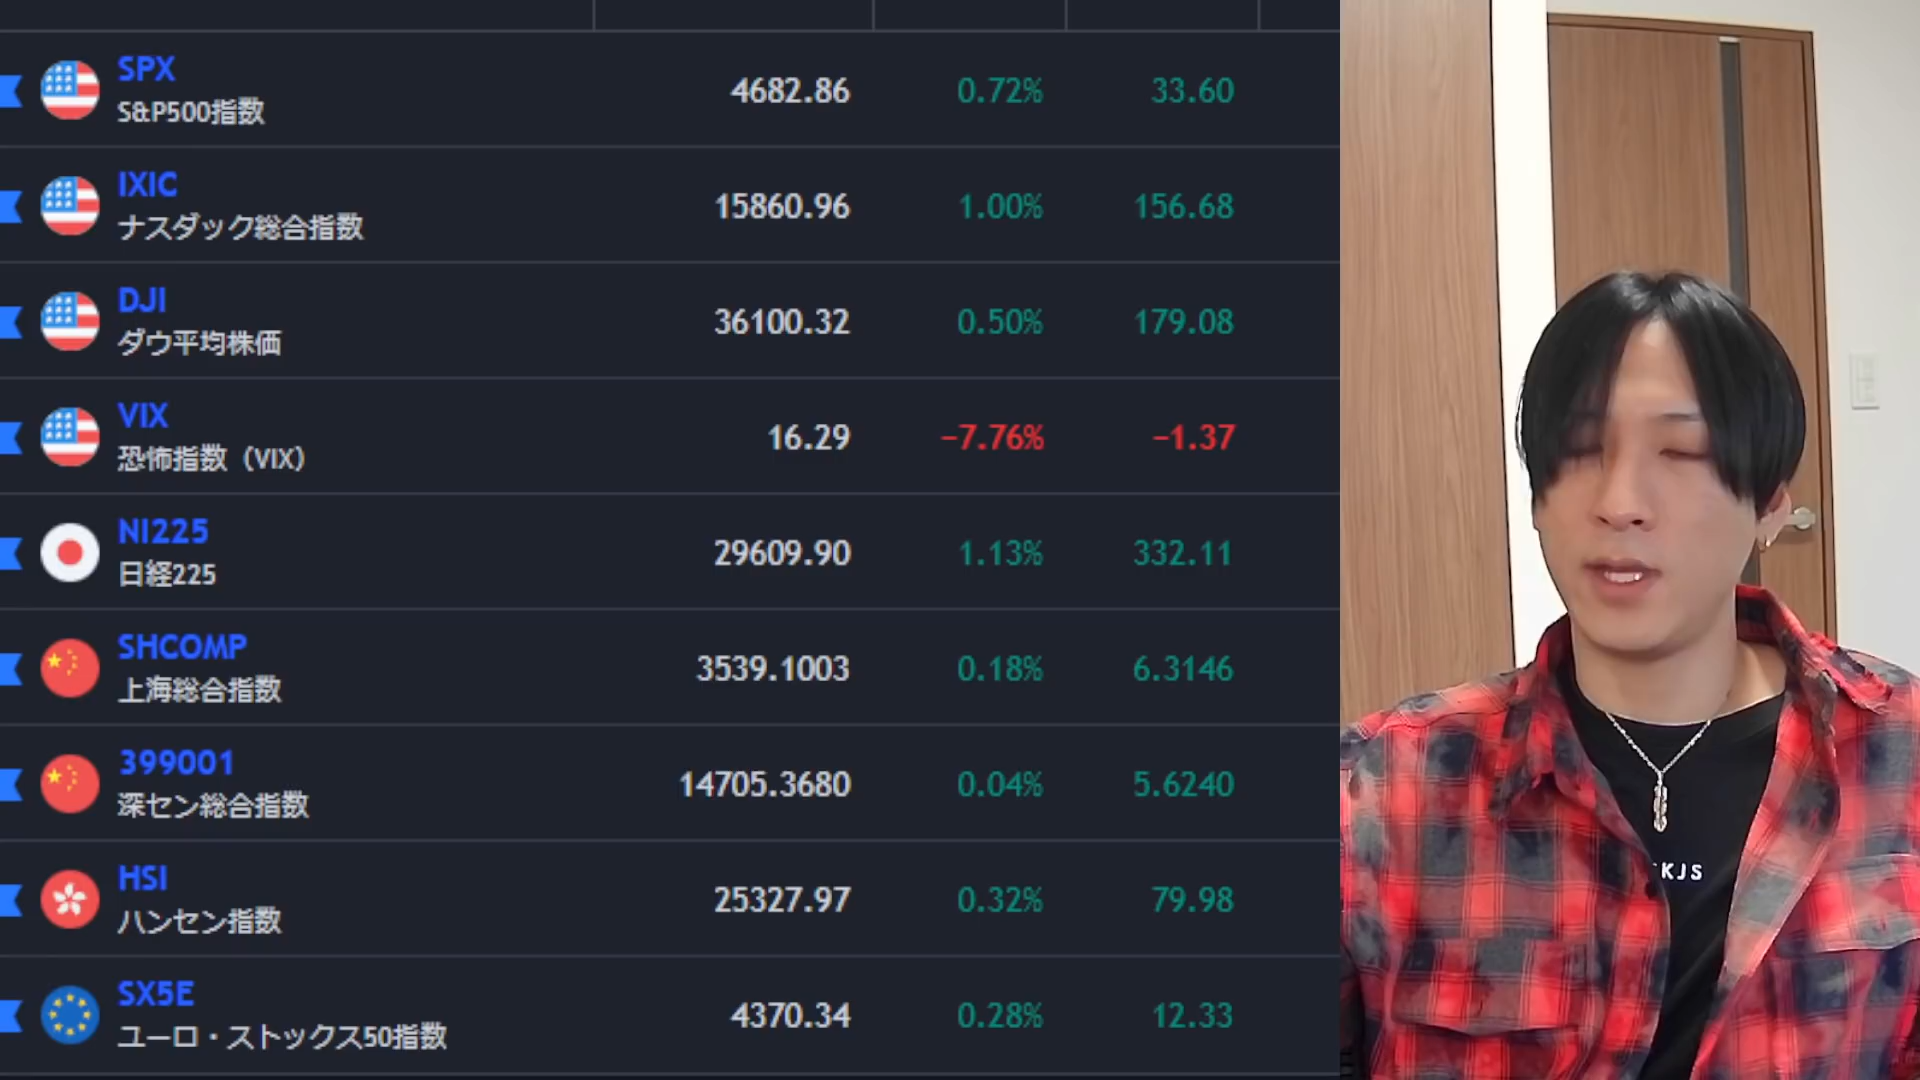 SPX
S&P500指数
4682.86 0.72% 33.60
IXIC
ナスダック総合指数
15860.96 1.00% 156.68
DJI
ダウ平均株価
36100.32 0.50% 179.08
VIX
恐怖指数（VIX）
16.29 −7.76% −1.37
NI225
日経225
29609.90 1.13% 332.11
SHCOMP
上海総合指数
3539.1003 0.18% 6.3146
399001
深セン総合指数
14705.3680 0.04% 5.6240
HSI
ハンセン指数
25327.97 0.32% 79.98
SX5E
ユーロ・ストックス50指数
4370.34 0.28% 12.33
KJS